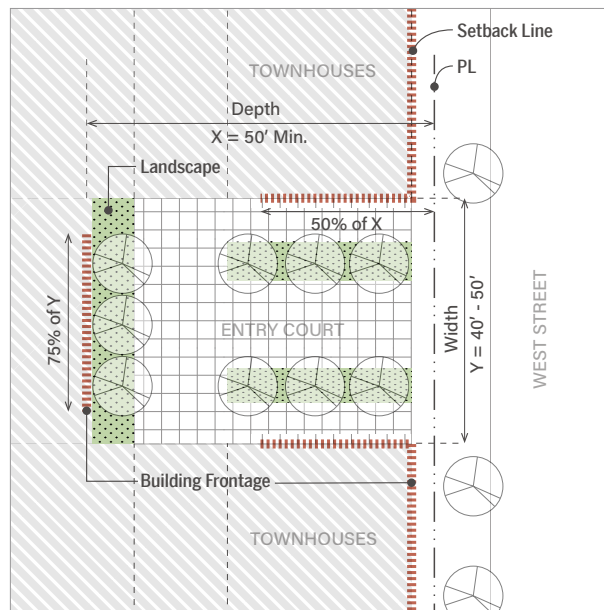 Setback Line
TOWNHOUSES
PL
Depth
X = 50′ Min.
Landscape
50% of X
75% of Y
ENTRY COURT
Width
Y = 40′ - 50′
WEST STREET
Building Frontage
TOWNHOUSES